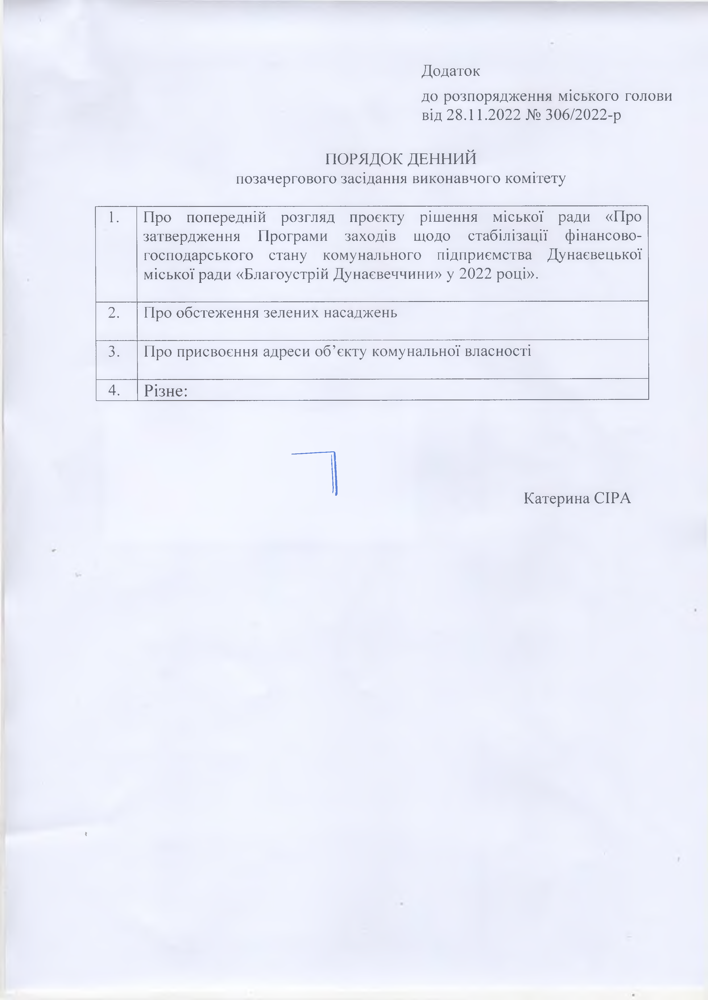 Додаток
до розпорядження міського голови
від 28.11.2022 № 306/2022-р
ПОРЯДОК ДЕННИЙ
позачергового засідання виконавчого комітету
1. Про попередній розгляд проєкту рішення міської ради «Про
затвердження Програми заходів щодо стабілізації фінансово-
господарського стану комунального підприємства Дунаєвецької
міської ради «Благоустрій Дунаєвеччини» у 2022 році».
2. Про обстеження зелених насаджень
3. Про присвоєння адреси об’єкту комунальної власності
4. Різне:
Катерина СІРА